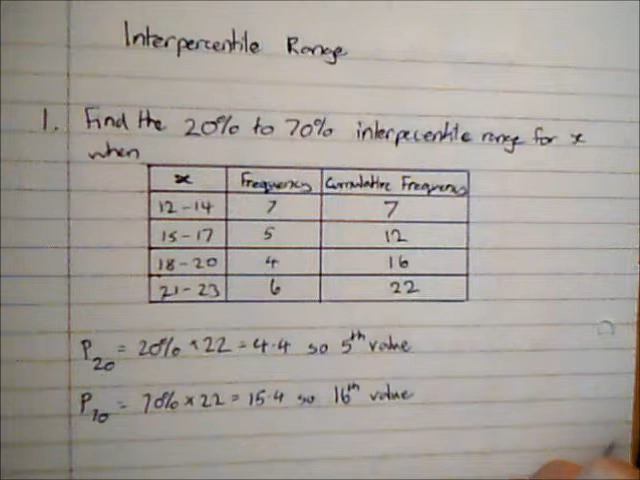 Interpercentile Range
1. Find the 20% to 70% interpercentile range for x
when
x Frequency Cumulative Frequency
12-14 7 7
15-17 5 12
18-20 4 16
21-23 6 22
P20 = 20% × 22 = 4.4 so 5th value
P70 = 70% × 22 = 15.4 so 16th value